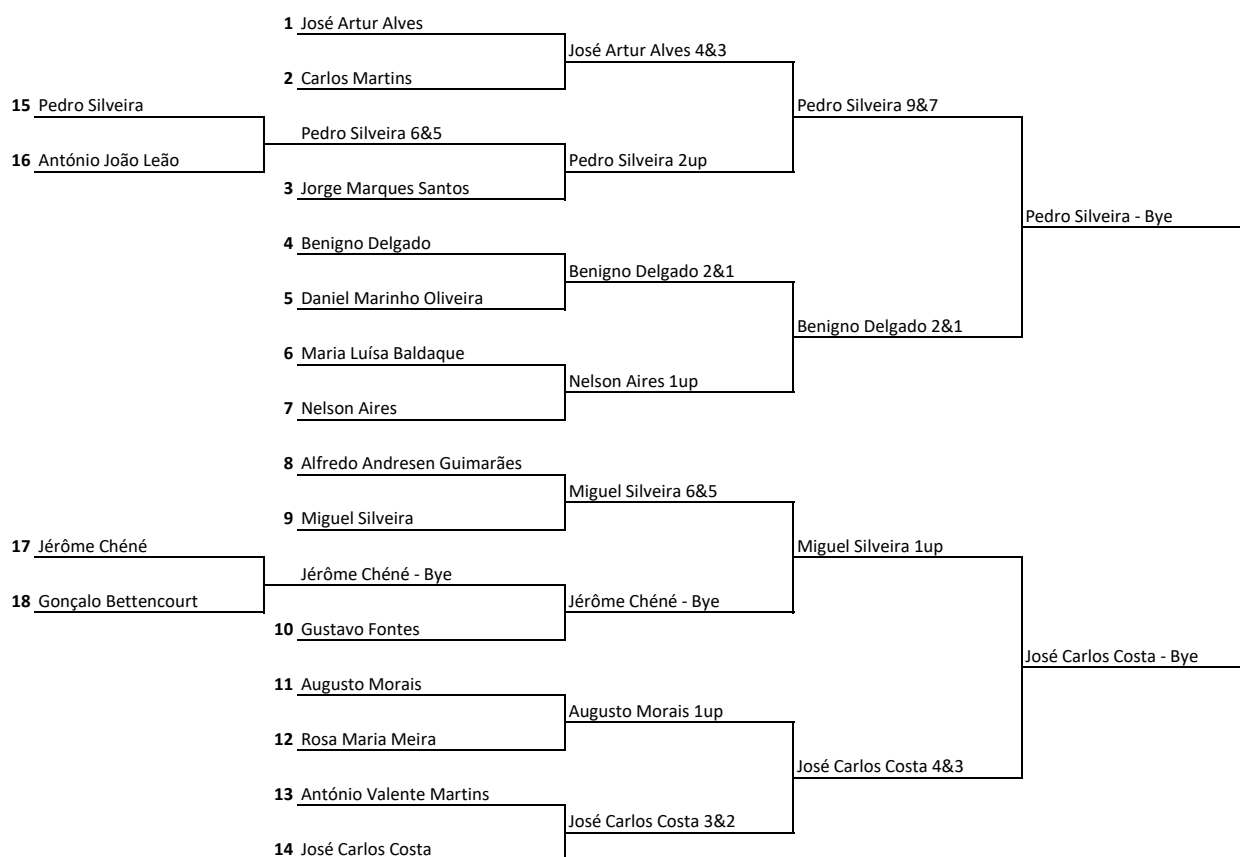 1 José Artur Alves
José Artur Alves 4&3
2 Carlos Martins
15 Pedro Silveira
Pedro Silveira 9&7
Pedro Silveira 6&5
16 António João Leão
Pedro Silveira 2up
3 Jorge Marques Santos
Pedro Silveira - Bye
4 Benigno Delgado
Benigno Delgado 2&1
5 Daniel Marinho Oliveira
Benigno Delgado 2&1
6 Maria Luísa Baldaque
Nelson Aires 1up
7 Nelson Aires
8 Alfredo Andresen Guimarães
Miguel Silveira 6&5
9 Miguel Silveira
17 Jérôme Chéné
Miguel Silveira 1up
Jérôme Chéné - Bye
18 Gonçalo Bettencourt
Jérôme Chéné - Bye
10 Gustavo Fontes
José Carlos Costa - Bye
11 Augusto Morais
Augusto Morais 1up
12 Rosa Maria Meira
José Carlos Costa 4&3
13 António Valente Martins
José Carlos Costa 3&2
14 José Carlos Costa